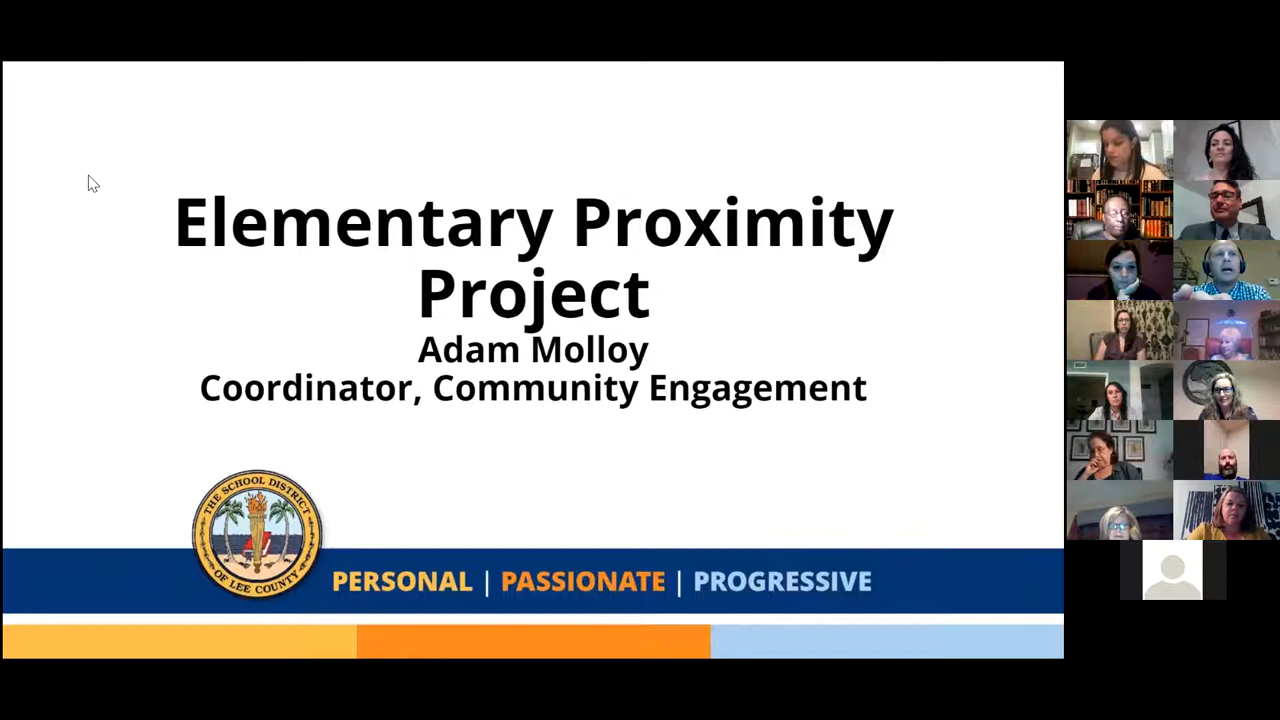 Elementary Proximity
Project
Adam Molloy
Coordinator, Community Engagement
THE SCHOOL DISTRICT
OF LEE COUNTY
PERSONAL | PASSIONATE | PROGRESSIVE